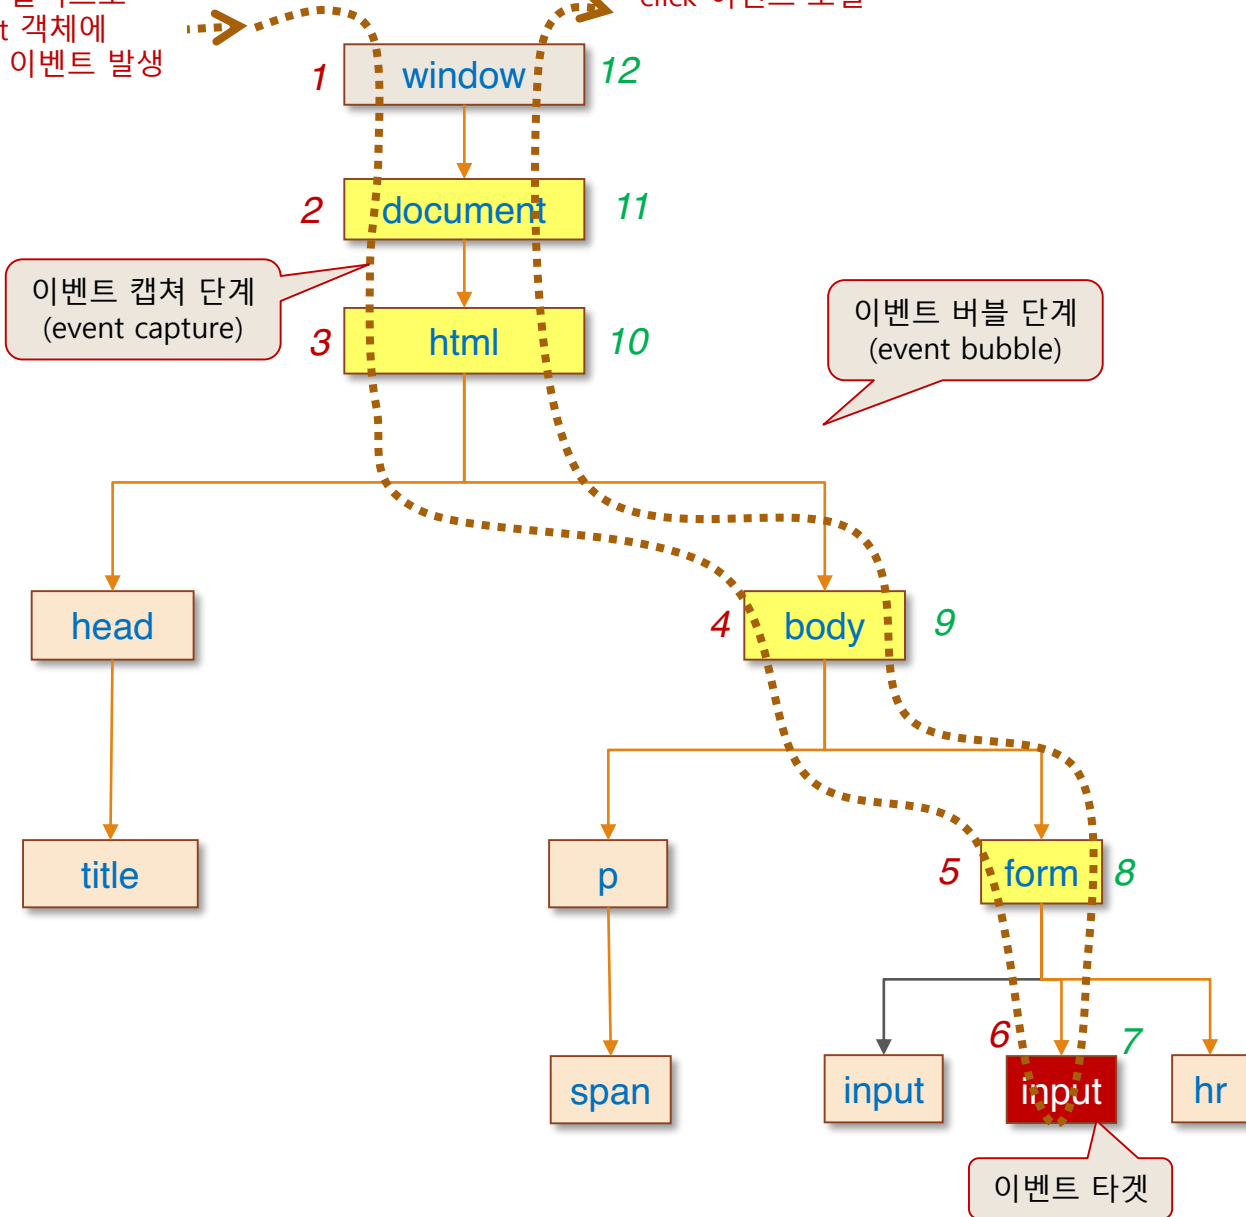 t 객체에
이벤트 발생
1
window
12
2
document
11
이벤트 캡쳐 단계
(event capture)
3
html
10
이벤트 버블 단계
(event bubble)
head
4
body
9
title
p
5
form
8
6
7
span
input
input
hr
이벤트 타겟